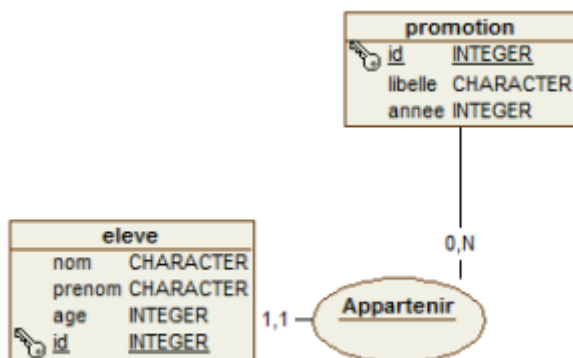 promotion
id INTEGER
libelle CHARACTER
annee INTEGER
0,N
eleve
nom CHARACTER
prenom CHARACTER
age INTEGER
id INTEGER
1,1
Appartenir